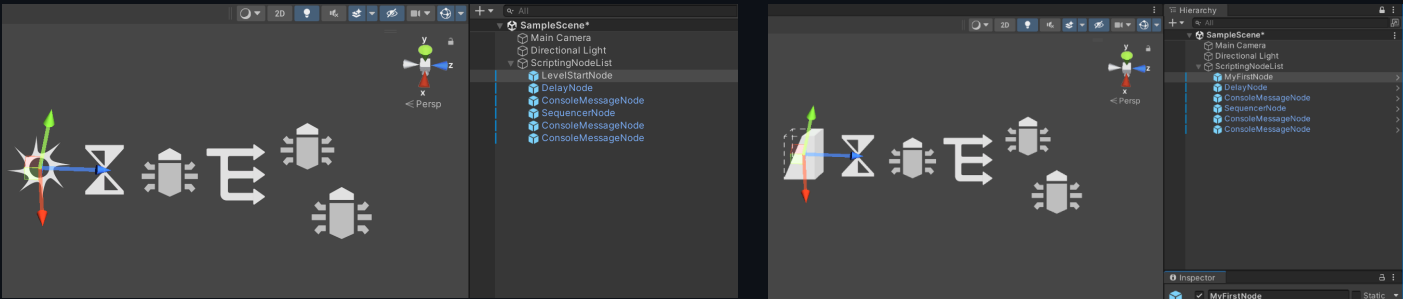 2D
All
SampleScene*
Main Camera
Directional Light
ScriptingNodeList
LevelStartNode
DelayNode
ConsoleMessageNode
SequencerNode
ConsoleMessageNode
ConsoleMessageNode
y
z
x
Persp
2D
Hierarchy
All
SampleScene*
Main Camera
Directional Light
ScriptingNodeList
MyFirstNode
DelayNode
ConsoleMessageNode
SequencerNode
ConsoleMessageNode
ConsoleMessageNode
y
z
x
Persp
Inspector
MyFirstNode Static